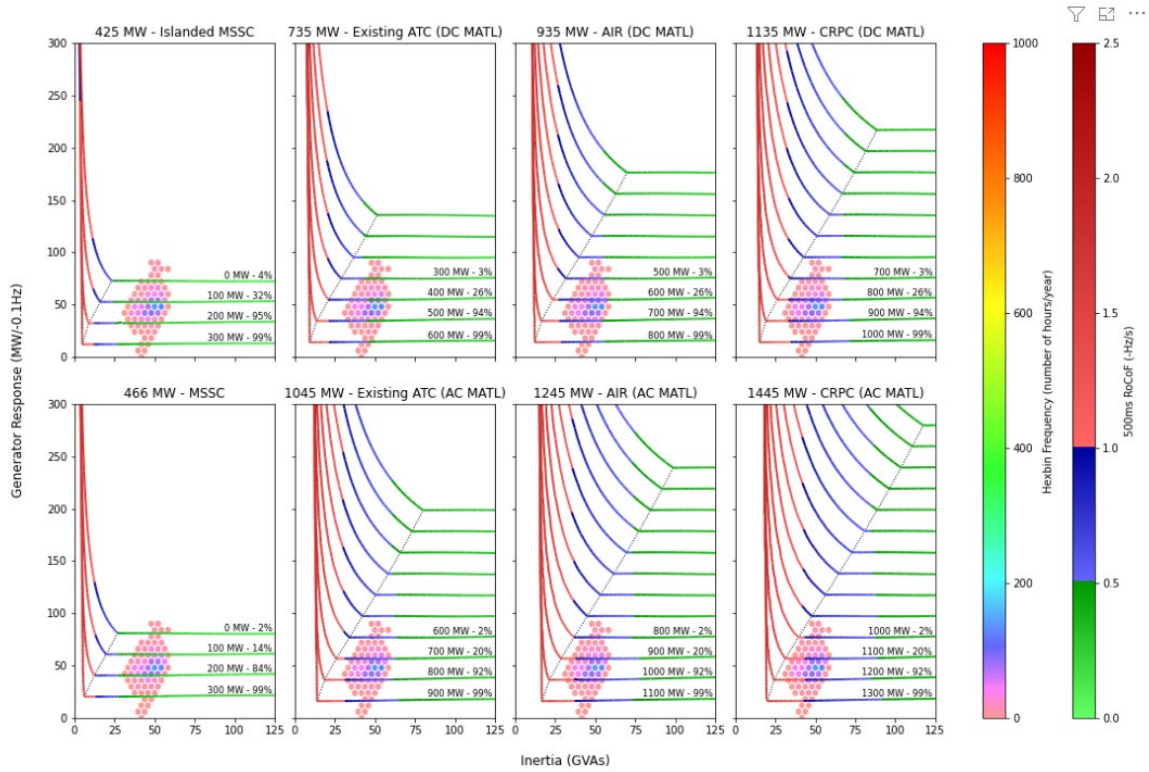 425 MW - Islanded MSSC
735 MW - Existing ATC (DC MATL)
935 MW - AIR (DC MATL)
1135 MW - CRPC (DC MATL)
300
250
200
150
100
50
0
0 MW - 4%
100 MW - 32%
200 MW - 95%
300 MW - 99%
300 MW - 3%
400 MW - 26%
500 MW - 94%
600 MW - 99%
500 MW - 3%
600 MW - 26%
700 MW - 94%
800 MW - 99%
700 MW - 3%
800 MW - 26%
900 MW - 94%
1000 MW - 99%
466 MW - MSSC
1045 MW - Existing ATC (AC MATL)
1245 MW - AIR (AC MATL)
1445 MW - CRPC (AC MATL)
300
250
200
150
100
50
0
0 MW - 2%
100 MW - 14%
200 MW - 84%
300 MW - 99%
600 MW - 2%
700 MW - 20%
800 MW - 92%
900 MW - 99%
800 MW - 2%
900 MW - 20%
1000 MW - 92%
1100 MW - 99%
1000 MW - 2%
1100 MW - 20%
1200 MW - 92%
1300 MW - 99%
0 25 50 75 100 125
0 25 50 75 100 125
0 25 50 75 100 125
0 25 50 75 100 125
Generator Response (MW/-0.1Hz)
Inertia (GVAs)
1000
800
600
400
200
0
Hexbin Frequency (number of hours/year)
2.5
2.0
1.5
1.0
0.5
0.0
500ms RoCoF (-Hz/s)